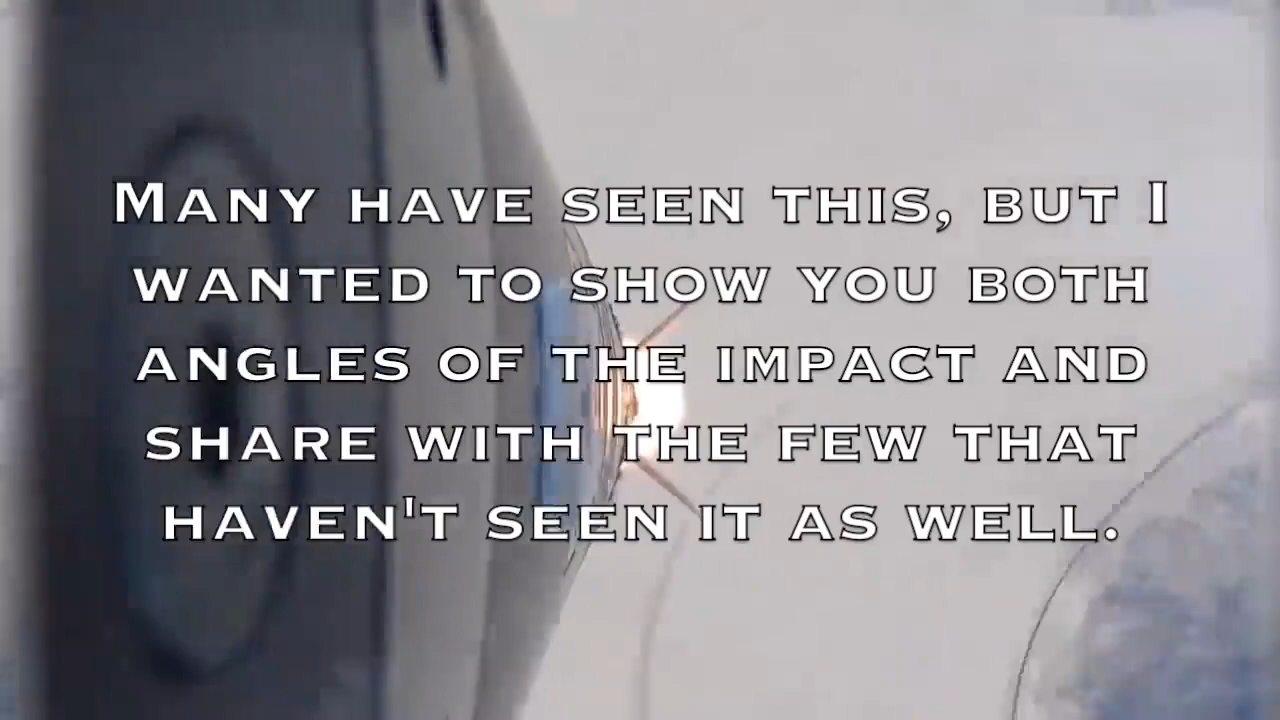 Many have seen this, but I
wanted to show you both
angles of the impact and
share with the few that
haven't seen it as well.